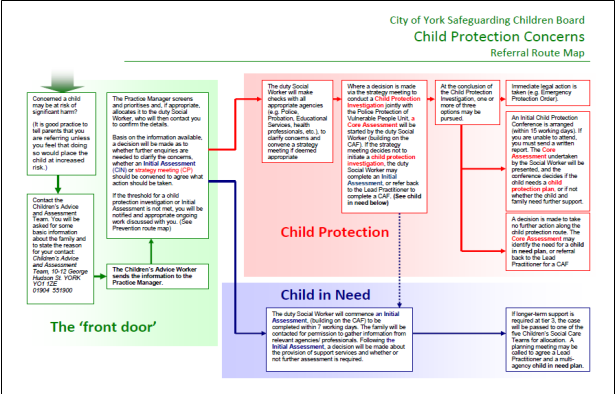 City of York Safeguarding Children Board
Child Protection Concerns
Referral Route Map
Concerned a child
may be at risk of
significant harm?
(It is good practice to
tell parents that you
are referring unless
you feel that doing
so would place the
child at increased
risk.)
Contact the
Children's Advice
and Assessment
Team. You will be
asked for some
basic information
about the family and
to state the reason
for your contact:
Children's Advice
and Assessment
Team, 10-12 George
Hudson St. YORK
YO1 1ZE
01904 551900
The Practice Manager screens
and prioritises and, if appropriate,
allocates it to the duty Social
Worker, who will then contact you
to confirm the details.
Basis on the information available,
a decision will be made as to
whether further enquiries are
needed to clarify the concerns,
whether an Initial Assessment
(CIN) or strategy meeting (CP)
should be convened to agree what
action should be taken.
If the threshold for a child
protection investigation or Initial
Assessment is not met, you will be
notified and appropriate ongoing
work discussed with you. (See
Prevention route map)
The Children's Advice Worker
sends the information to the
Practice Manager.
The 'front door'
The duty Social
Worker will make
checks with all
appropriate agencies
(e.g. Police,
Probation, Educational
Services, health
professionals, etc.), to
clarify concerns and
convene a strategy
meeting if deemed
appropriate
Where a decision is made
via the strategy meeting to
conduct a Child Protection
Investigation jointly with
the Police Protection of
Vulnerable People Unit, a
Core Assessment will be
started by the duty Social
Worker (building on the
CAF). If the strategy
meeting decides not to
initiate a child protection
investigation, the duty
Social Worker may
complete an Initial
Assessment, or refer back
to the Lead Practitioner to
complete a CAF. (See child
in need below)
At the conclusion of
the Child Protection
Investigation, one or
more of three
options may be
pursued.
Immediate legal action is
taken (e.g. Emergency
Protection Order).
An Initial Child Protection
Conference is arranged
(within 15 working days). If
you are unable to attend,
you must send a written
report. The Core
Assessment undertaken
by the Social Worker will be
presented, and the
conference decides if the
child needs a child
protection plan, or if not
whether the child and
family need further support.
A decision is made to take
no further action along the
child protection route. The
Core Assessment may
identify the need for a child
in need plan, or referral
back to the Lead
Practitioner for a CAF
Child Protection
Child in Need
The duty Social Worker will commence an Initial
Assessment, (building on the CAF) to be
completed within 7 working days. The family will be
contacted for permission to gather information from
relevant agencies/ professionals. Following the
Initial Assessment, a decision will be made about
the provision of support services and whether or
not further assessment is required.
If longer-term support is
required at tier 3, the case
will be passed to one of the
five Children's Social Care
Teams for allocation. A
planning meeting may be
called to agree a Lead
Practitioner and a multi-
agency child in need plan.